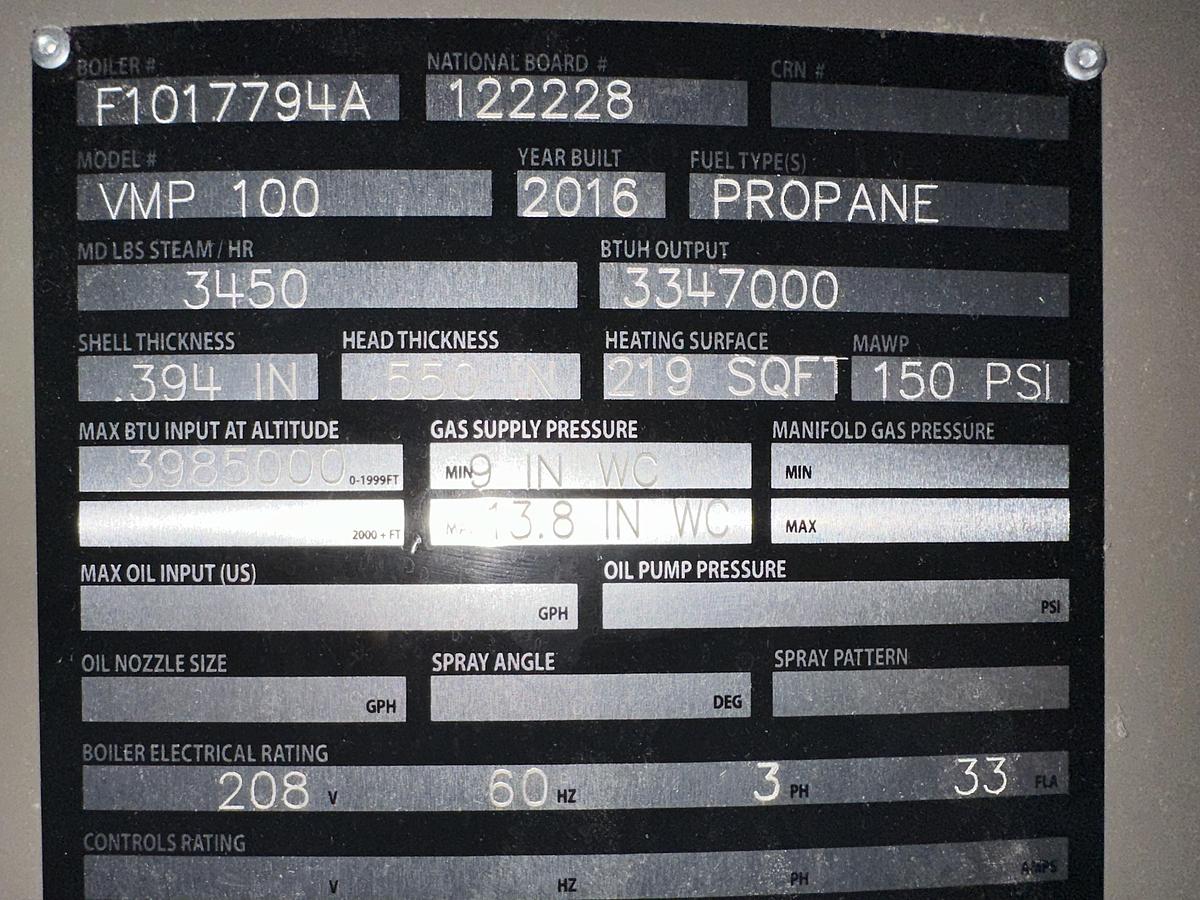 BOILER # NATIONAL BOARD # CRN #
F1017794A 122228
MODEL # YEAR BUILT FUEL TYPE(S)
VMP 100 2016 PROPANE
MD LBS STEAM / HR BTUH OUTPUT
3450 3347000
SHELL THICKNESS HEAD THICKNESS HEATING SURFACE MAWP
.394 IN .550 IN 219 SQFT 150 PSI
MAX BTU INPUT AT ALTITUDE GAS SUPPLY PRESSURE MANIFOLD GAS PRESSURE
3985000 0-1999FT MIN 9 IN WC MIN
2000 + FT MAX 13.8 IN WC MAX
MAX OIL INPUT (US) OIL PUMP PRESSURE
GPH PSI
OIL NOZZLE SIZE SPRAY ANGLE SPRAY PATTERN
GPH DEG
BOILER ELECTRICAL RATING
208 V 60 HZ 3 PH 33 FLA
CONTROLS RATING
V HZ PH AMPS